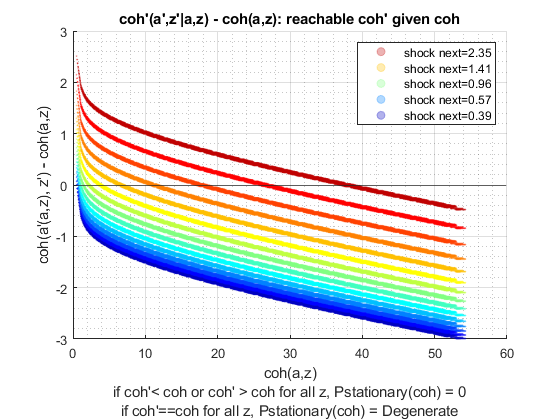 coh'(a',z'|a,z) - coh(a,z): reachable coh' given coh
3
2
1
0
-1
-2
-3
coh(a'(a,z), z') - coh(a,z)
shock next=2.35
shock next=1.41
shock next=0.96
shock next=0.57
shock next=0.39
0 10 20 30 40 50 60
coh(a,z)
if coh'< coh or coh' > coh for all z, Pstationary(coh) = 0
if coh'==coh for all z, Pstationary(coh) = Degenerate